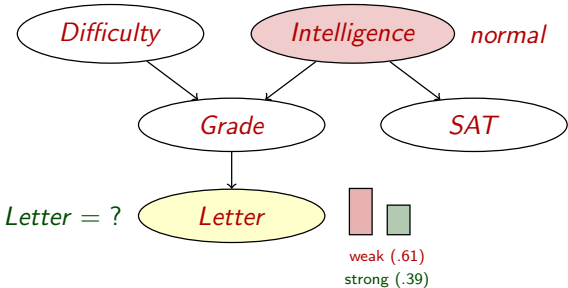 Difficulty
Intelligence
normal
Grade
SAT
Letter = ?
Letter
weak (.61)
strong (.39)